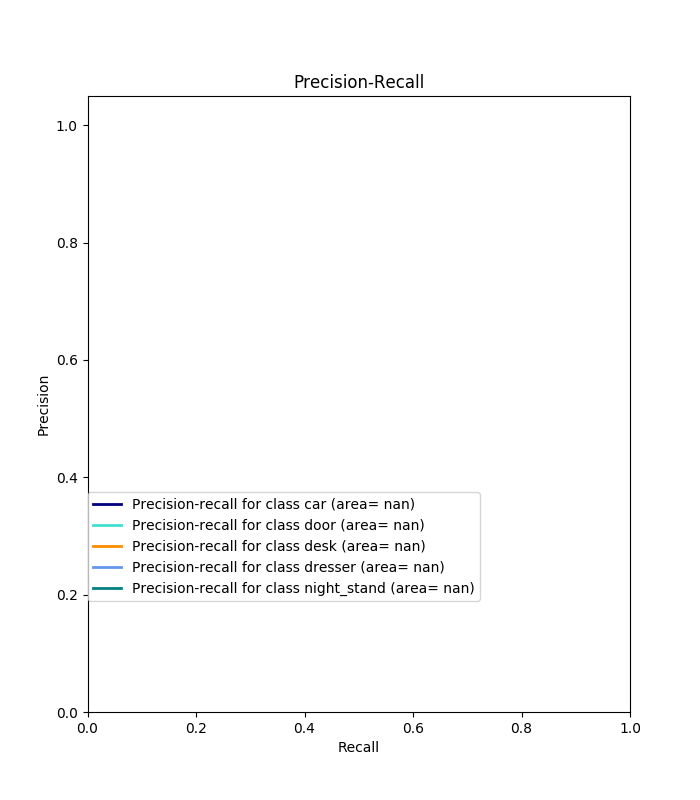 Precision-Recall
1.0
0.8
0.6
0.4
0.2
0.0
Precision
Precision-recall for class car (area= nan)
Precision-recall for class door (area= nan)
Precision-recall for class desk (area= nan)
Precision-recall for class dresser (area= nan)
Precision-recall for class night_stand (area= nan)
0.0 0.2 0.4 0.6 0.8 1.0
Recall